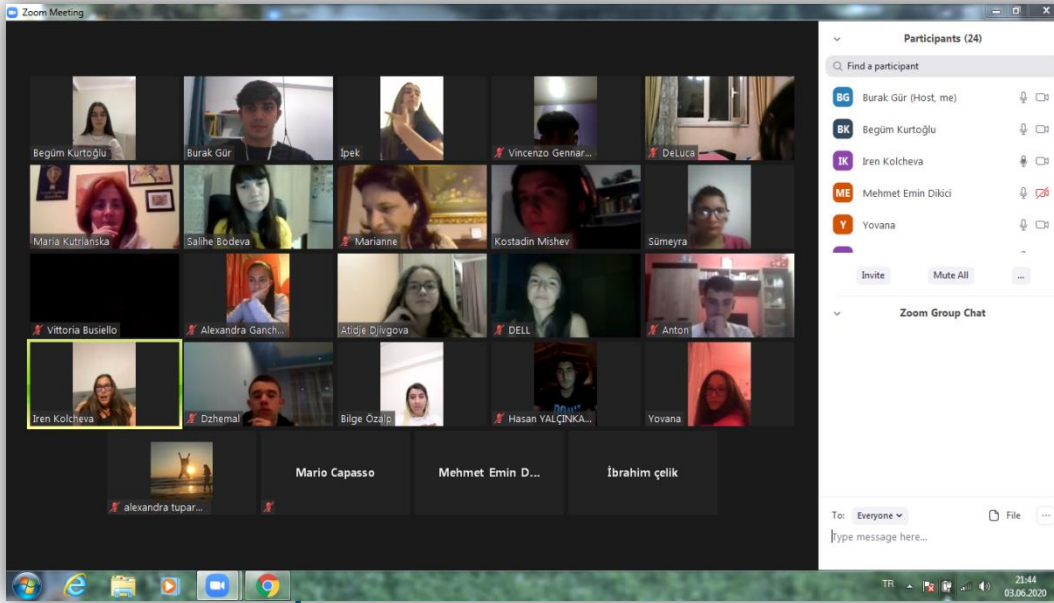 Zoom Meeting
Participants (24)
Find a participant
BG Burak Gür (Host, me)
BK Begüm Kurtoğlu
IK Iren Kolcheva
ME Mehmet Emin Dikici
Y Yovana
Invite Mute All ...
Zoom Group Chat
To: Everyone File ...
Type message here...
Begüm Kurtoğlu Burak Gür İpek Vincenzo Gennar... DeLuca
Maria Kutrianska Salihe Bodeva Marianne Kostadin Mishev Sümeyra
Vittoria Busiello Alexandra Ganch... Atidje Djivgova DELL Anton
Iren Kolcheva Dzhemal Bilge Özalp Hasan YALÇINKA... Yovana
alexandra tupar... Mario Capasso Mehmet Emin D... İbrahim çelik
TR 21:44
03.06.2020